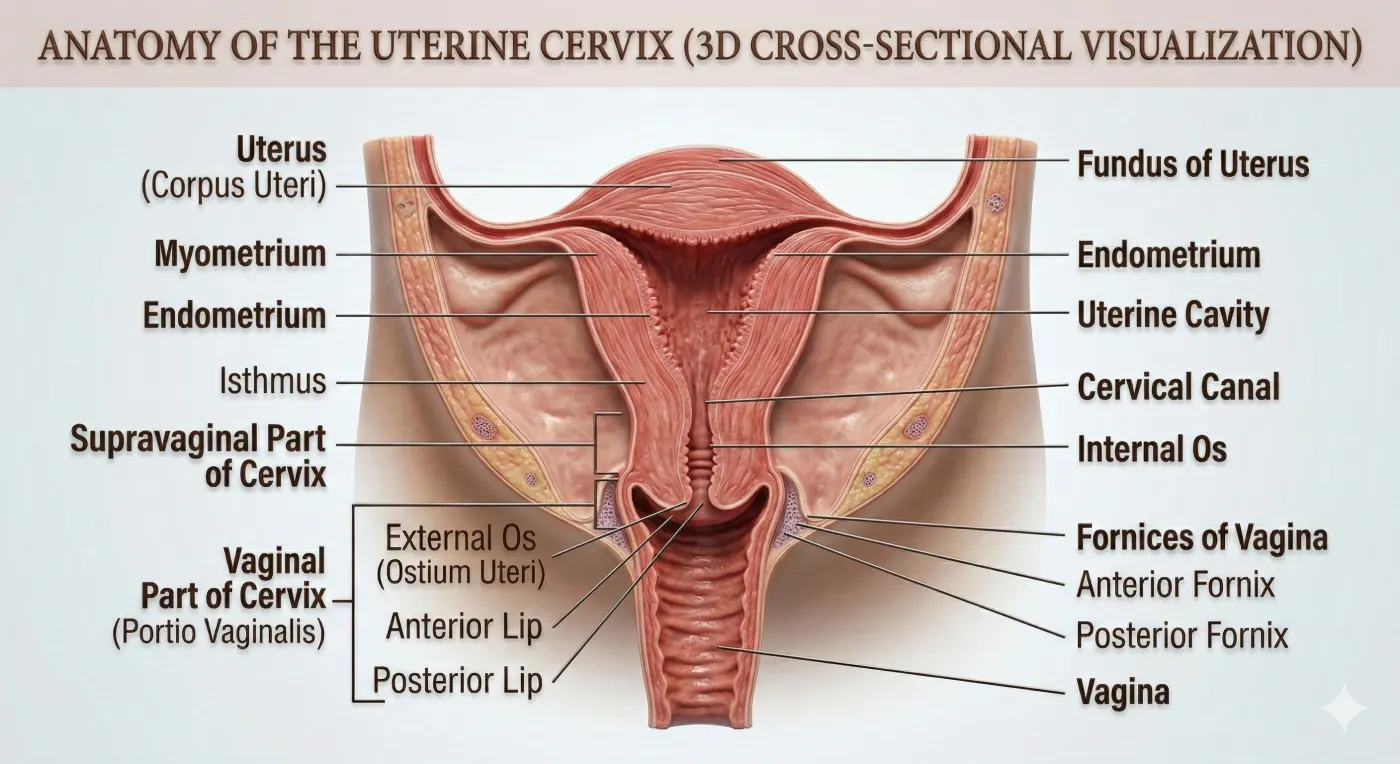 ANATOMY OF THE UTERINE CERVIX (3D CROSS-SECTIONAL VISUALIZATION)
Uterus
(Corpus Uteri)
Myometrium
Endometrium
Isthmus
Supravaginal Part
of Cervix
Vaginal
Part of Cervix
(Portio Vaginalis)
External Os
(Ostium Uteri)
Anterior Lip
Posterior Lip
Fundus of Uterus
Endometrium
Uterine Cavity
Cervical Canal
Internal Os
Fornices of Vagina
Anterior Fornix
Posterior Fornix
Vagina